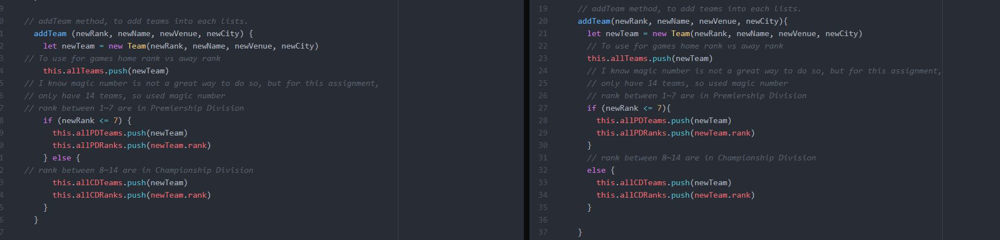 9
0 // addTeam method, to add teams into each lists.
1 addTeam (newRank, newName, newVenue, newCity) {
2 let newTeam = new Team(newRank, newName, newVenue, newCity)
3 // To use for games home rank vs away rank
4 this.allTeams.push(newTeam)
5 // I know magic number is not a great way to do so, but for this assignment,
6 // only have 14 teams, so used magic number
7 // rank between 1~7 are in Premiership Division
8 if (newRank <= 7) {
9 this.allPDTeams.push(newTeam)
0 this.allPDRanks.push(newTeam.rank)
1 } else {
2 // rank between 8~14 are in Championship Division
3 this.allCDTeams.push(newTeam)
4 this.allCDRanks.push(newTeam.rank)
5 }
6 }
7
19 // addTeam method, to add teams into each lists.
20 addTeam(newRank, newName, newVenue, newCity){
21 let newTeam = new Team(newRank, newName, newVenue, newCity)
22 // To use for games home rank vs away rank
23 this.allTeams.push(newTeam)
24 // I know magic number is not a great way to do so, but for this assignment,
25 // only have 14 teams, so used magic number
26 // rank between 1~7 are in Premiership Division
27 if (newRank <= 7){
28 this.allPDTeams.push(newTeam)
29 this.allPDRanks.push(newTeam.rank)
30 }
31 // rank between 8~14 are in Championship Division
32 else {
33 this.allCDTeams.push(newTeam)
34 this.allCDRanks.push(newTeam.rank)
35 }
36
37 }